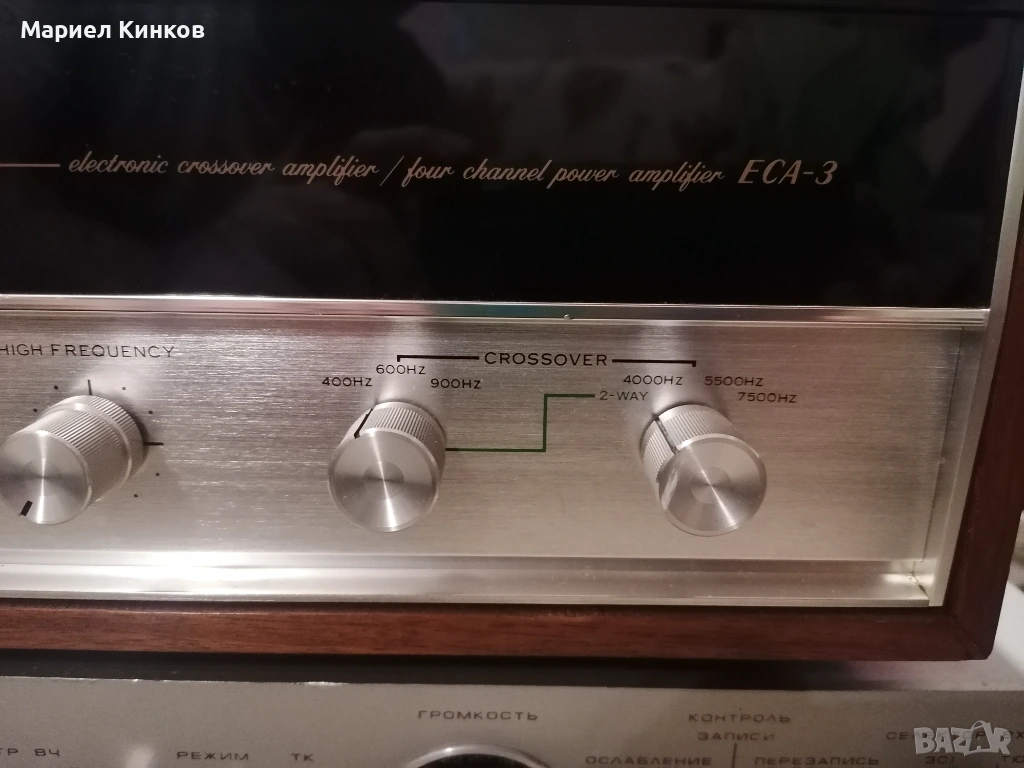 Мариел Кинков
electronic crossover amplifier / four channel power amplifier ECA-3
HIGH FREQUENCY
CROSSOVER
400HZ 600HZ 900HZ
2-WAY 4000HZ 5500HZ 7500HZ
ГРОМКОСТЬ
КОНТРОЛЬ
ЗАПИСИ
ВЧ РЕЖИМ ТК ОСЛАБЛЕНИЕ ПЕРЕЗАПИСЬ
BAZAR